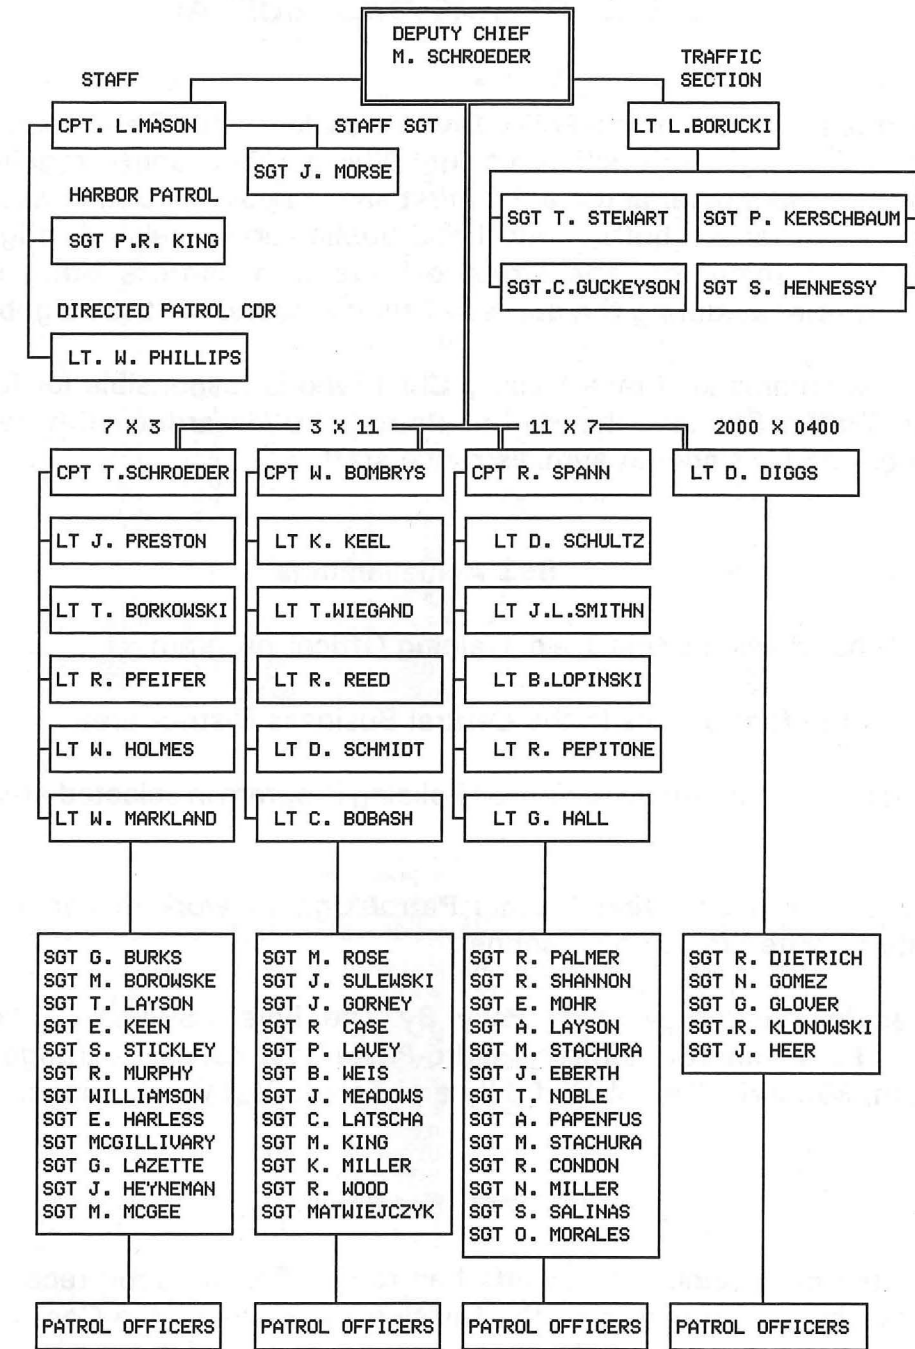 DEPUTY CHIEF
M. SCHROEDER
STAFF
TRAFFIC
SECTION
CPT. L.MASON
STAFF SGT
LT L.BORUCKI
SGT J. MORSE
HARBOR PATROL
SGT P.R. KING
SGT T. STEWART
SGT P. KERSCHBAUM
SGT.C.GUCKEYSON
SGT S. HENNESSY
DIRECTED PATROL CDR
LT. W. PHILLIPS
7 X 3
3 X 11
11 X 7
2000 X 0400
CPT T.SCHROEDER
CPT W. BOMBRYS
CPT R. SPANN
LT D. DIGGS
LT J. PRESTON
LT K. KEEL
LT D. SCHULTZ
LT T. BORKOWSKI
LT T.WIEGAND
LT J.L.SMITHN
LT R. PFEIFER
LT R. REED
LT B.LOPINSKI
LT W. HOLMES
LT D. SCHMIDT
LT R. PEPITONE
LT W. MARKLAND
LT C. BOBASH
LT G. HALL
SGT G. BURKS
SGT M. BOROWSKE
SGT T. LAYSON
SGT E. KEEN
SGT S. STICKLEY
SGT R. MURPHY
SGT WILLIAMSON
SGT E. HARLESS
SGT MCGILLIVARY
SGT G. LAZETTE
SGT J. HEYNEMAN
SGT M. MCGEE
SGT M. ROSE
SGT J. SULEWSKI
SGT J. GORNEY
SGT R CASE
SGT P. LAVEY
SGT B. WEIS
SGT J. MEADOWS
SGT C. LATSCHA
SGT M. KING
SGT K. MILLER
SGT R. WOOD
SGT MATWIEJCZYK
SGT R. PALMER
SGT R. SHANNON
SGT E. MOHR
SGT A. LAYSON
SGT M. STACHURA
SGT J. EBERTH
SGT T. NOBLE
SGT A. PAPENFUS
SGT M. STACHURA
SGT R. CONDON
SGT N. MILLER
SGT S. SALINAS
SGT O. MORALES
SGT R. DIETRICH
SGT N. GOMEZ
SGT G. GLOVER
SGT.R. KLONOWSKI
SGT J. HEER
PATROL OFFICERS
PATROL OFFICERS
PATROL OFFICERS
PATROL OFFICERS